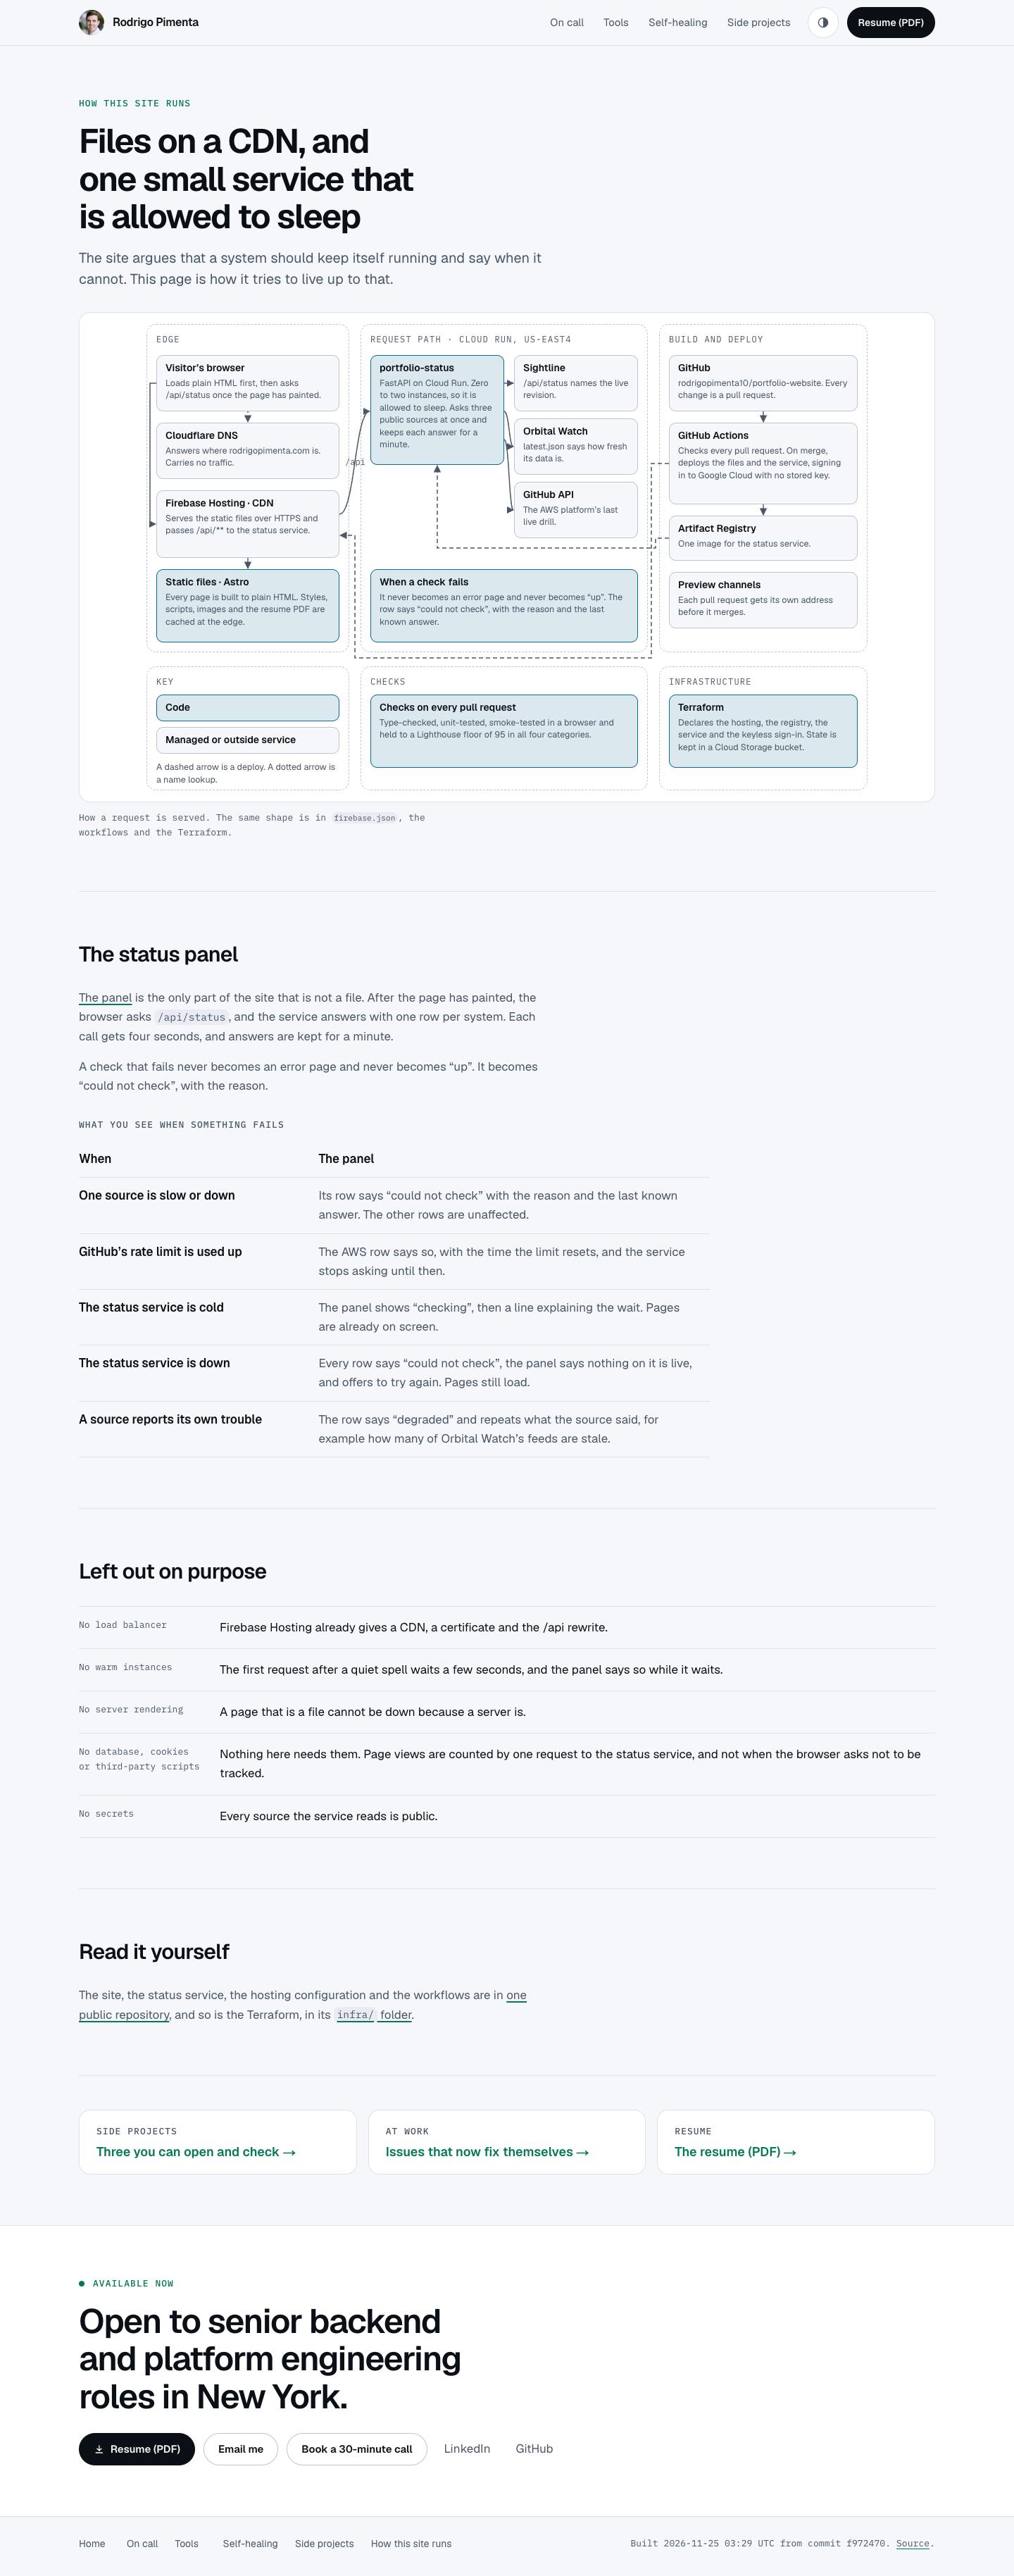 Rodrigo Pimenta
On call
Tools
Self-healing
Side projects
Resume (PDF)
HOW THIS SITE RUNS
Files on a CDN, and
one small service that
is allowed to sleep
The site argues that a system should keep itself running and say when it
cannot. This page is how it tries to live up to that.
EDGE
Visitor’s browser
Loads plain HTML first, then asks
/api/status once the page has painted.
Cloudflare DNS
Answers where rodrigopimenta.com is.
Carries no traffic.
Firebase Hosting · CDN
Serves the static files over HTTPS and
passes /api/** to the status service.
Static files · Astro
Every page is built to plain HTML. Styles,
scripts, images and the resume PDF are
cached at the edge.
/api
REQUEST PATH · CLOUD RUN, US-EAST4
portfolio-status
FastAPI on Cloud Run. Zero
to two instances, so it is
allowed to sleep. Asks three
public sources at once and
keeps each answer for a
minute.
Sightline
/api/status names the live
revision.
Orbital Watch
latest.json says how fresh
its data is.
GitHub API
The AWS platform’s last
live drill.
When a check fails
It never becomes an error page and never becomes “up”. The
row says “could not check”, with the reason and the last
known answer.
BUILD AND DEPLOY
GitHub
rodrigopimenta10/portfolio-website. Every
change is a pull request.
GitHub Actions
Checks every pull request. On merge,
deploys the files and the service, signing
in to Google Cloud with no stored key.
Artifact Registry
One image for the status service.
Preview channels
Each pull request gets its own address
before it merges.
KEY
Code
Managed or outside service
A dashed arrow is a deploy. A dotted arrow is
a name lookup.
CHECKS
Checks on every pull request
Type-checked, unit-tested, smoke-tested in a browser and
held to a Lighthouse floor of 95 in all four categories.
INFRASTRUCTURE
Terraform
Declares the hosting, the registry, the
service and the keyless sign-in. State is
kept in a Cloud Storage bucket.
How a request is served. The same shape is in firebase.json, the
workflows and the Terraform.
The status panel
The panel is the only part of the site that is not a file. After the page has painted, the
browser asks /api/status, and the service answers with one row per system. Each
call gets four seconds, and answers are kept for a minute.
A check that fails never becomes an error page and never becomes “up”. It becomes
“could not check”, with the reason.
WHAT YOU SEE WHEN SOMETHING FAILS
When
The panel
One source is slow or down
Its row says “could not check” with the reason and the last known
answer. The other rows are unaffected.
GitHub’s rate limit is used up
The AWS row says so, with the time the limit resets, and the service
stops asking until then.
The status service is cold
The panel shows “checking”, then a line explaining the wait. Pages
are already on screen.
The status service is down
Every row says “could not check”, the panel says nothing on it is live,
and offers to try again. Pages still load.
A source reports its own trouble
The row says “degraded” and repeats what the source said, for
example how many of Orbital Watch’s feeds are stale.
Left out on purpose
No load balancer
Firebase Hosting already gives a CDN, a certificate and the /api rewrite.
No warm instances
The first request after a quiet spell waits a few seconds, and the panel says so while it waits.
No server rendering
A page that is a file cannot be down because a server is.
No database, cookies
or third-party scripts
Nothing here needs them. Page views are counted by one request to the status service, and not when the browser asks not to be
tracked.
No secrets
Every source the service reads is public.
Read it yourself
The site, the status service, the hosting configuration and the workflows are in one
public repository, and so is the Terraform, in its infra/ folder.
SIDE PROJECTS
Three you can open and check →
AT WORK
Issues that now fix themselves →
RESUME
The resume (PDF) →
AVAILABLE NOW
Open to senior backend
and platform engineering
roles in New York.
Resume (PDF)
Email me
Book a 30-minute call
LinkedIn
GitHub
Home
On call
Tools
Self-healing
Side projects
How this site runs
Built 2026-11-25 03:29 UTC from commit f972470. Source.